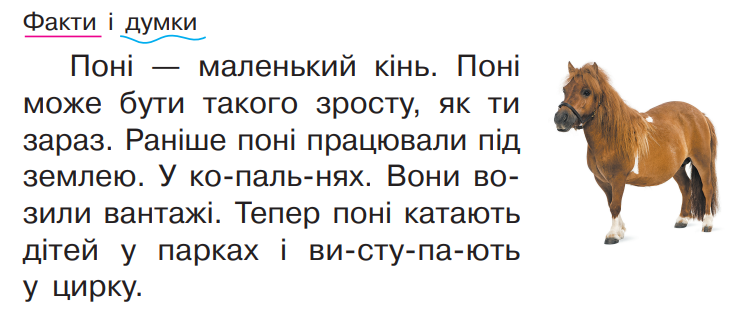 Факти і думки
Поні — маленький кінь. Поні
може бути такого зросту, як ти
зараз. Раніше поні працювали під
землею. У ко-паль-нях. Вони во-
зили вантажі. Тепер поні катають
дітей у парках і ви-сту-па-ють
у цирку.